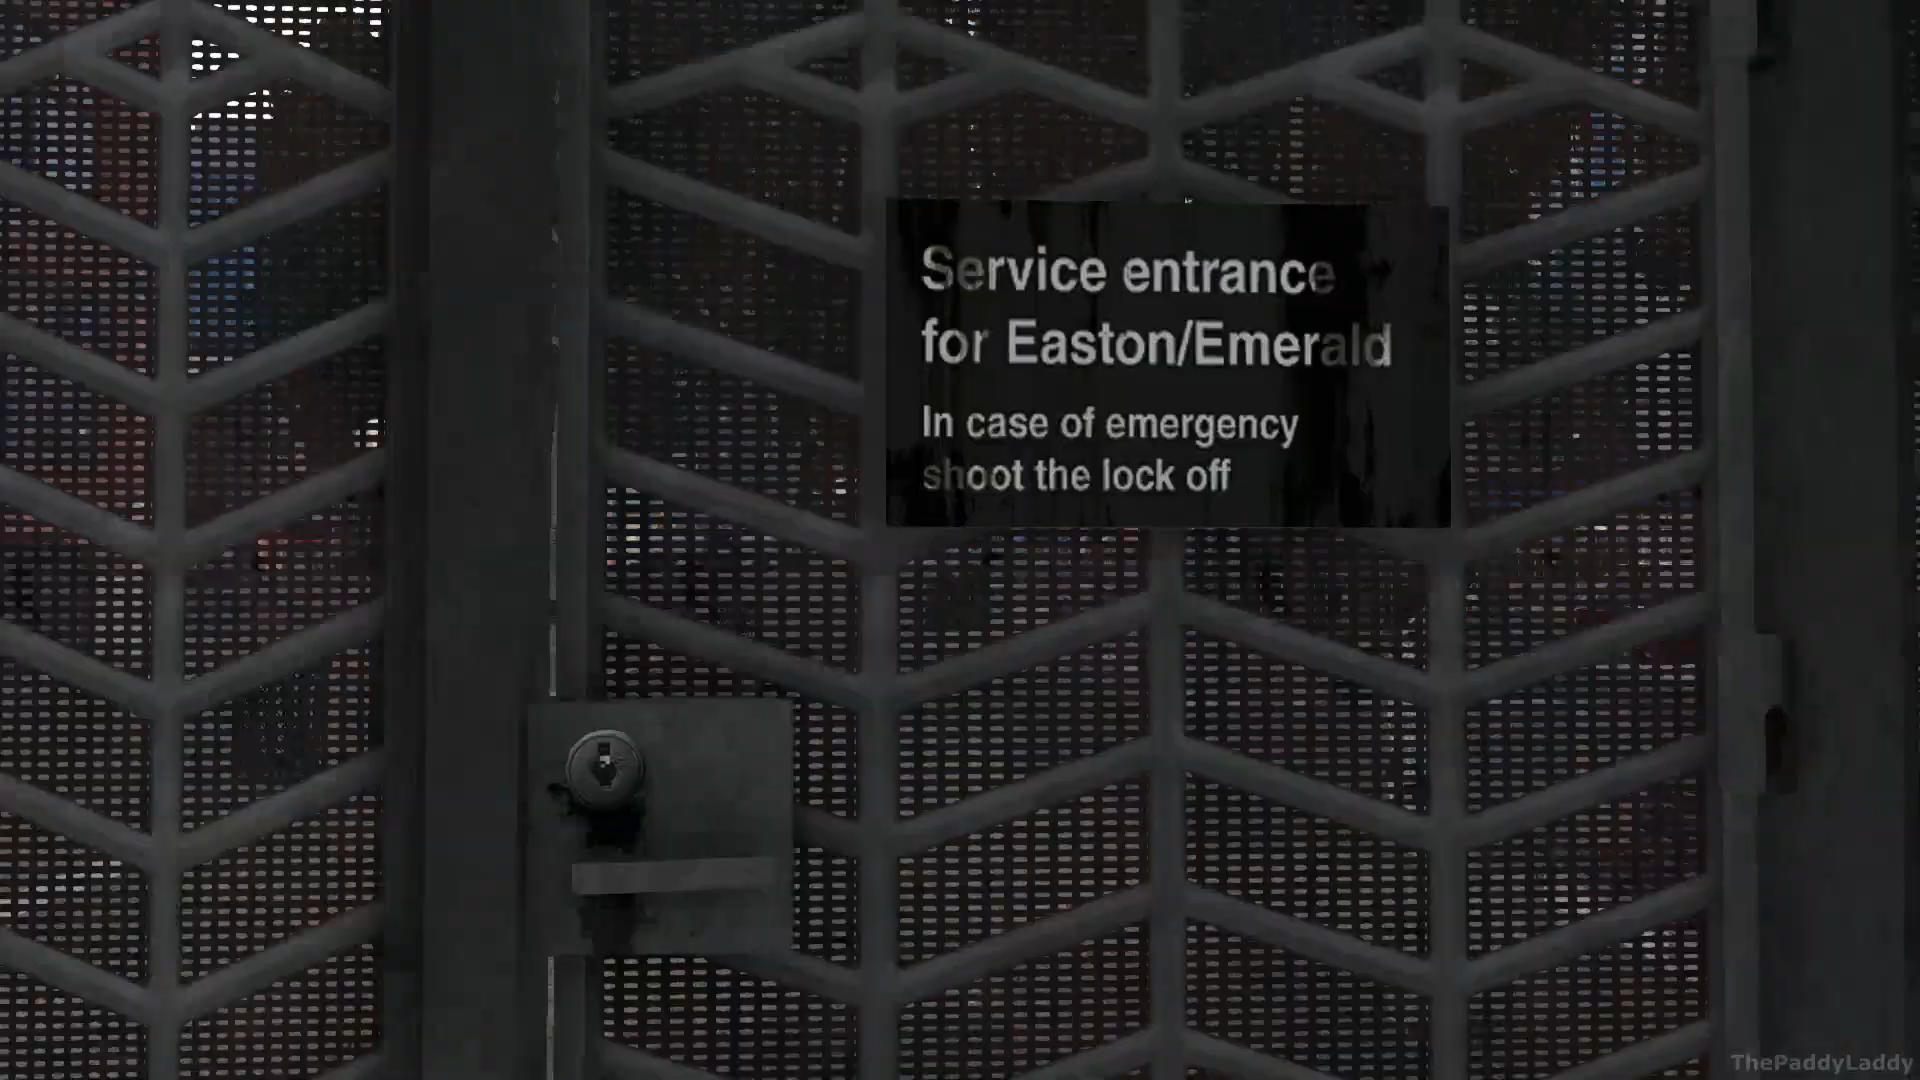 Service entrance
for Easton/Emerald
In case of emergency
shoot the lock off
ThePaddyLaddy